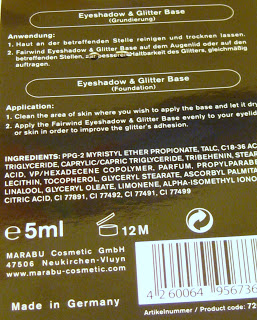 Eyeshadow & Glitter Base
(Grundierung)
Anwendung:
1. Haut an der betreffenden Stelle reinigen und trocknen lassen.
2. Fairwind Eyeshadow & Glitter Base auf dem Augenlid oder auf den
betreffenden Stellen, zur besseren Haltbarkeit des Glitters, gleichmäßig
auftragen.
Eyeshadow & Glitter Base
(Foundation)
Application:
1. Clean the area of skin where you wish to apply the base and let it dry
2. Apply the Fairwind Eyeshadow & Glitter Base evenly to your eyelid
or skin in order to improve the glitter's adhesion.
INGREDIENTS: PPG-2 MYRISTYL ETHER PROPIONATE, TALC, C18-36 AC
TRIGLYCERIDE, CAPRYLIC/CAPRIC TRIGLYCERIDE, TRIBEHENIN, STEA
ACID, VP/HEXADECENE COPOLYMER, PARFUM, PROPYLPARABE
LECITHIN, TOCOPHEROL, GLYCERYL STEARATE, ASCORBYL PALMITA
LINALOOL, GLYCERYL OLEATE, LIMONENE, ALPHA-ISOMETHYL IONO
CITRIC ACID, CI 77891, CI 77492, CI 77491, CI 77499
℮5ml 12M
MARABU Cosmetic GmbH
47506 Neukirchen-Vluyn
www.marabu-cosmetic.com
4 260064 956736
Made in Germany
Artikelnummer / Product code: 72